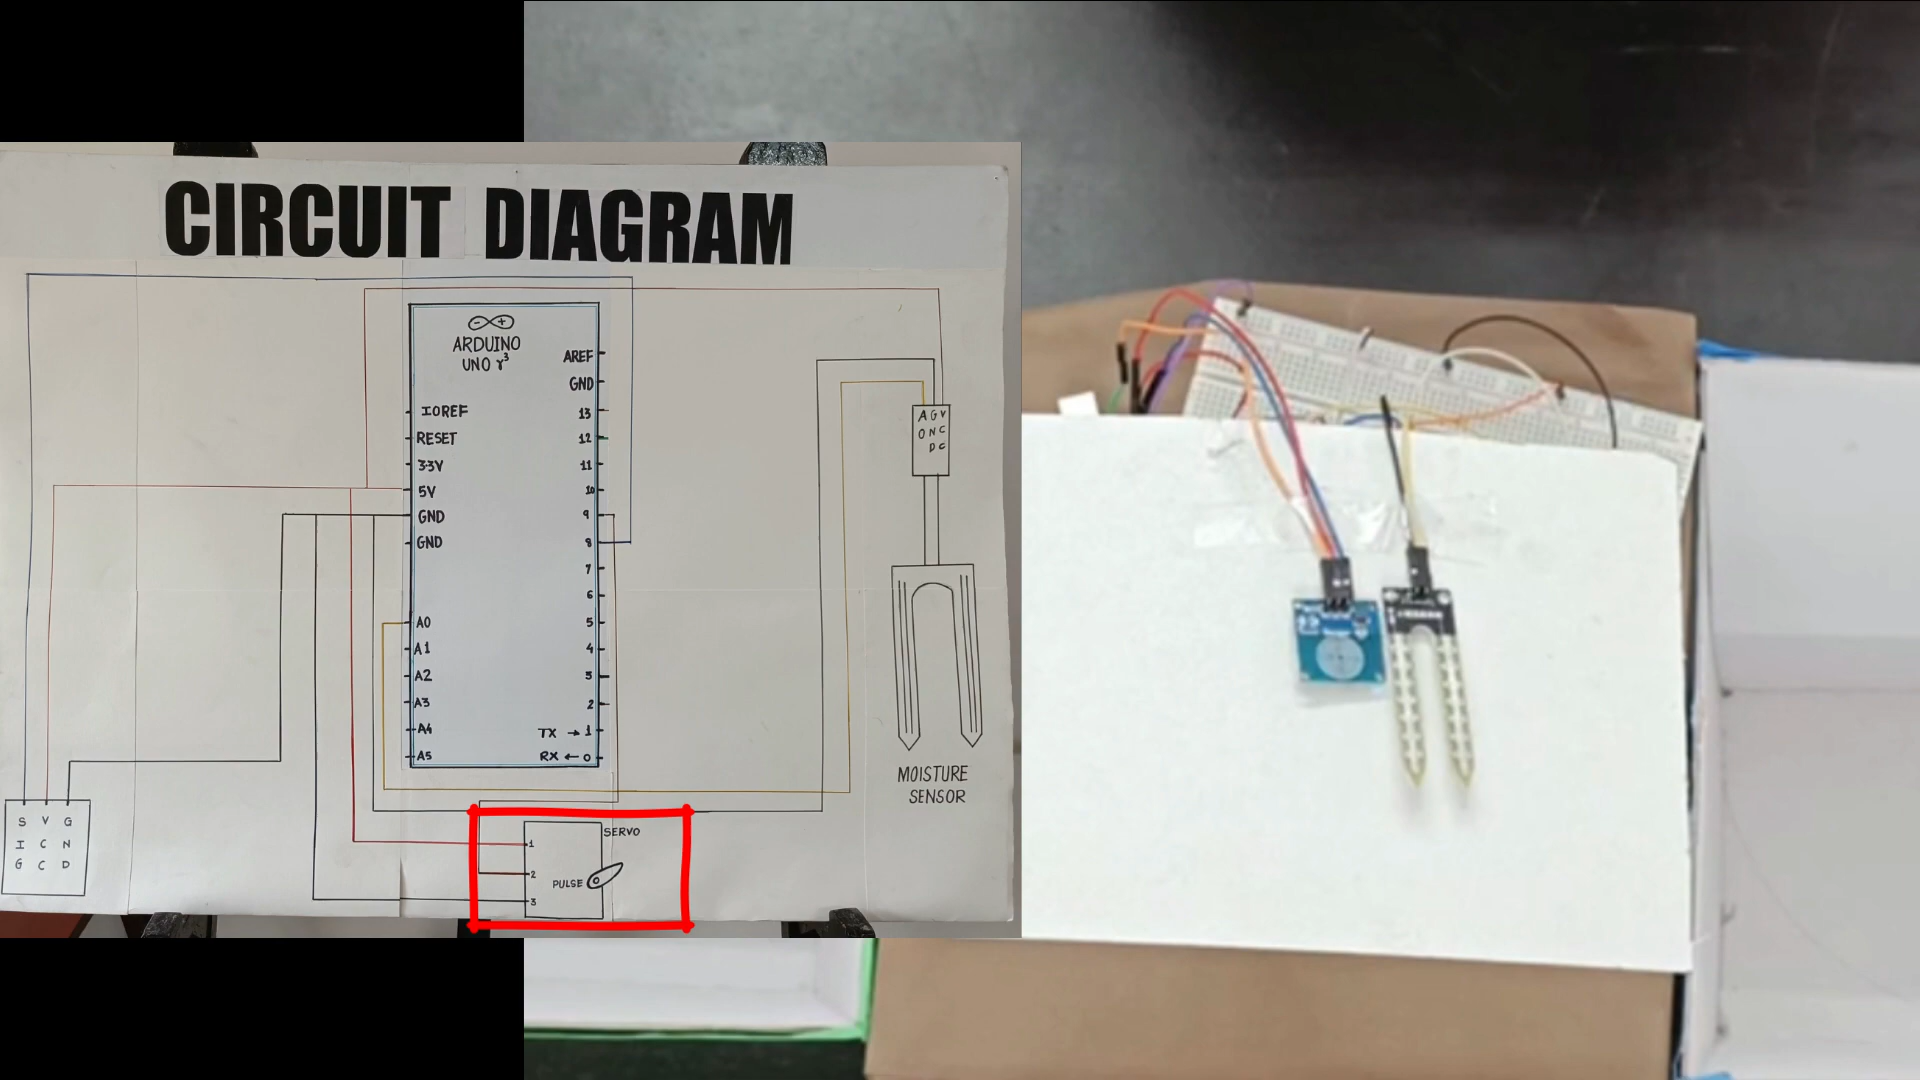 CIRCUIT DIAGRAM
ARDUINO
UNO r³
AREF
GND
IOREF
RESET
3·3V
5V
GND
GND
A0
A1
A2
A3
A4
A5
13
12
11
10
9
8
7
6
5
4
3
2
TX → 1
RX ← 0
A G V
O N C
D C
MOISTURE
SENSOR
S V G
I C N
G C D
SERVO
1
2
PULSE
3